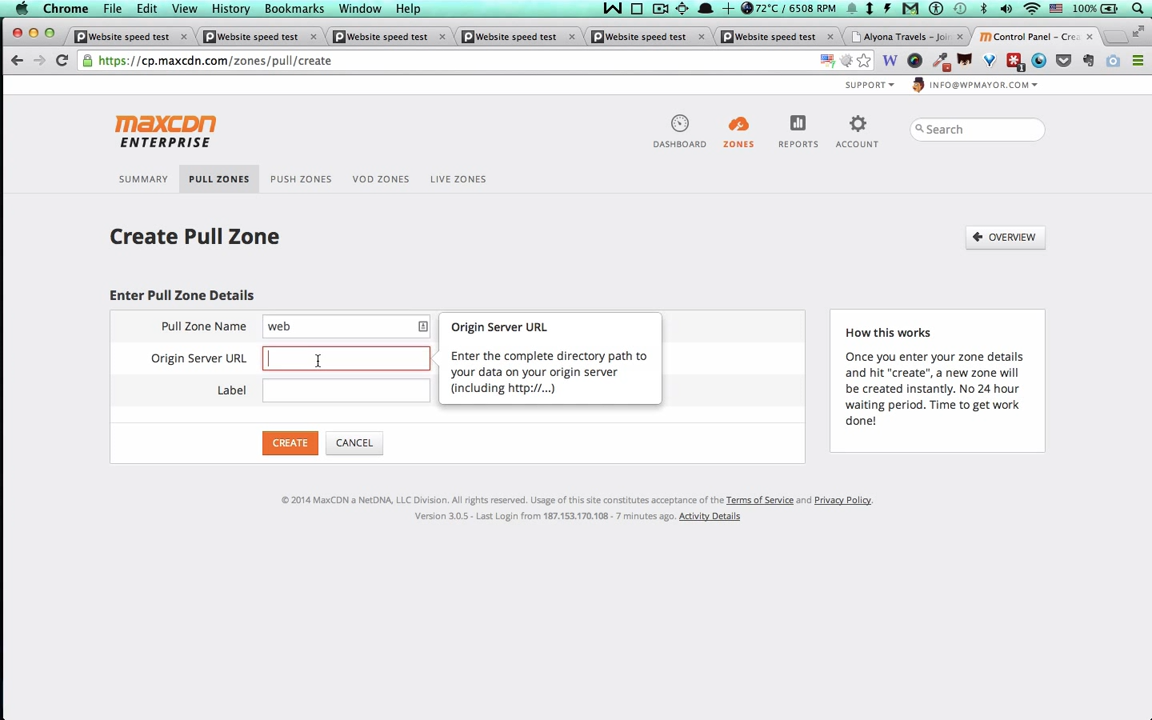 Chrome File Edit View History Bookmarks Window Help 72°C / 6508 RPM 100%
Website speed test Website speed test Website speed test Website speed test Website speed test Website speed test Alyona Travels – Join Control Panel - Crea
https://cp.maxcdn.com/zones/pull/create
SUPPORT INFO@WPMAYOR.COM
maxcdn
ENTERPRISE
DASHBOARD ZONES REPORTS ACCOUNT Search
SUMMARY PULL ZONES PUSH ZONES VOD ZONES LIVE ZONES
Create Pull Zone
OVERVIEW
Enter Pull Zone Details
Pull Zone Name web
Origin Server URL
Label
Origin Server URL
Enter the complete directory path to
your data on your origin server
(including http://...)
CREATE CANCEL
How this works
Once you enter your zone details
and hit "create", a new zone will
be created instantly. No 24 hour
waiting period. Time to get work
done!
© 2014 MaxCDN a NetDNA, LLC Division. All rights reserved. Usage of this site constitutes acceptance of the Terms of Service and Privacy Policy.
Version 3.0.5 - Last Login from 187.153.170.108 - 7 minutes ago. Activity Details